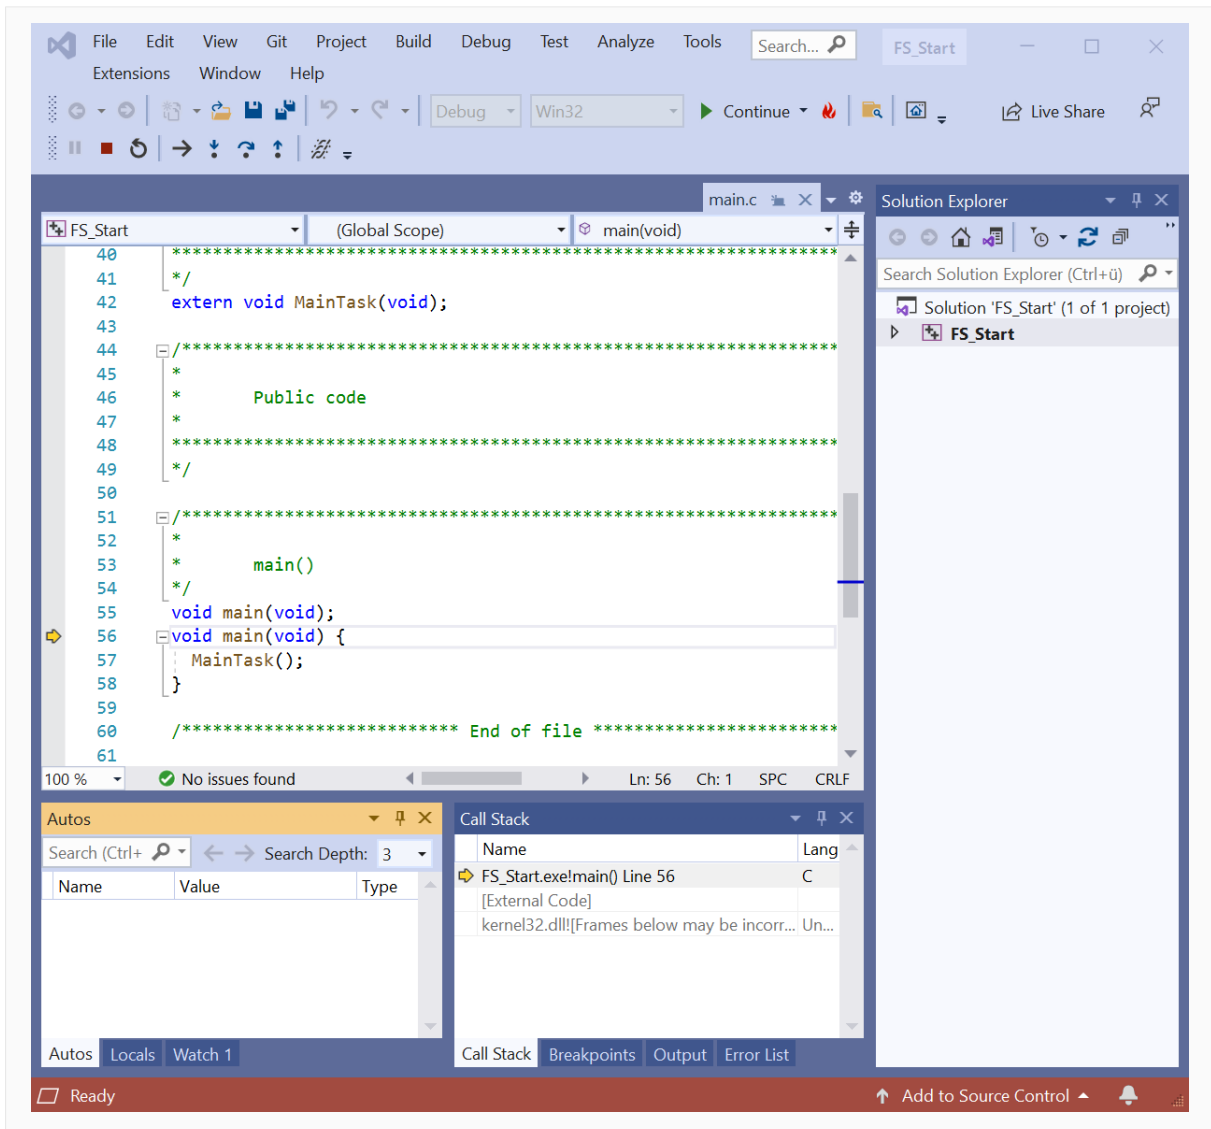 File Edit View Git Project Build Debug Test Analyze Tools Search... FS_Start
Extensions Window Help
Debug Win32 Continue Live Share
main.c
Solution Explorer
FS_Start (Global Scope) main(void)
Search Solution Explorer (Ctrl+ü)
Solution 'FS_Start' (1 of 1 project)
FS_Start
40 *****************************************************************
41 */
42 extern void MainTask(void);
43
44 /****************************************************************
45 *
46 * Public code
47 *
48 *****************************************************************
49 */
50
51 /****************************************************************
52 *
53 * main()
54 */
55 void main(void);
56 void main(void) {
57 MainTask();
58 }
59
60 /*************************** End of file ************************
61
100 % No issues found Ln: 56 Ch: 1 SPC CRLF
Autos
Search (Ctrl+ Search Depth: 3
Name Value Type
Autos Locals Watch 1
Call Stack
Name Lang
FS_Start.exe!main() Line 56 C
[External Code]
kernel32.dll![Frames below may be incorr... Un...
Call Stack Breakpoints Output Error List
Ready Add to Source Control